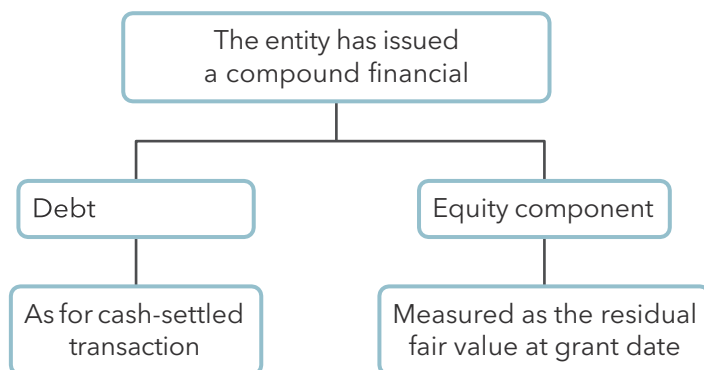 The entity has issued
a compound financial
Debt
Equity component
As for cash-settled
transaction
Measured as the residual
fair value at grant date